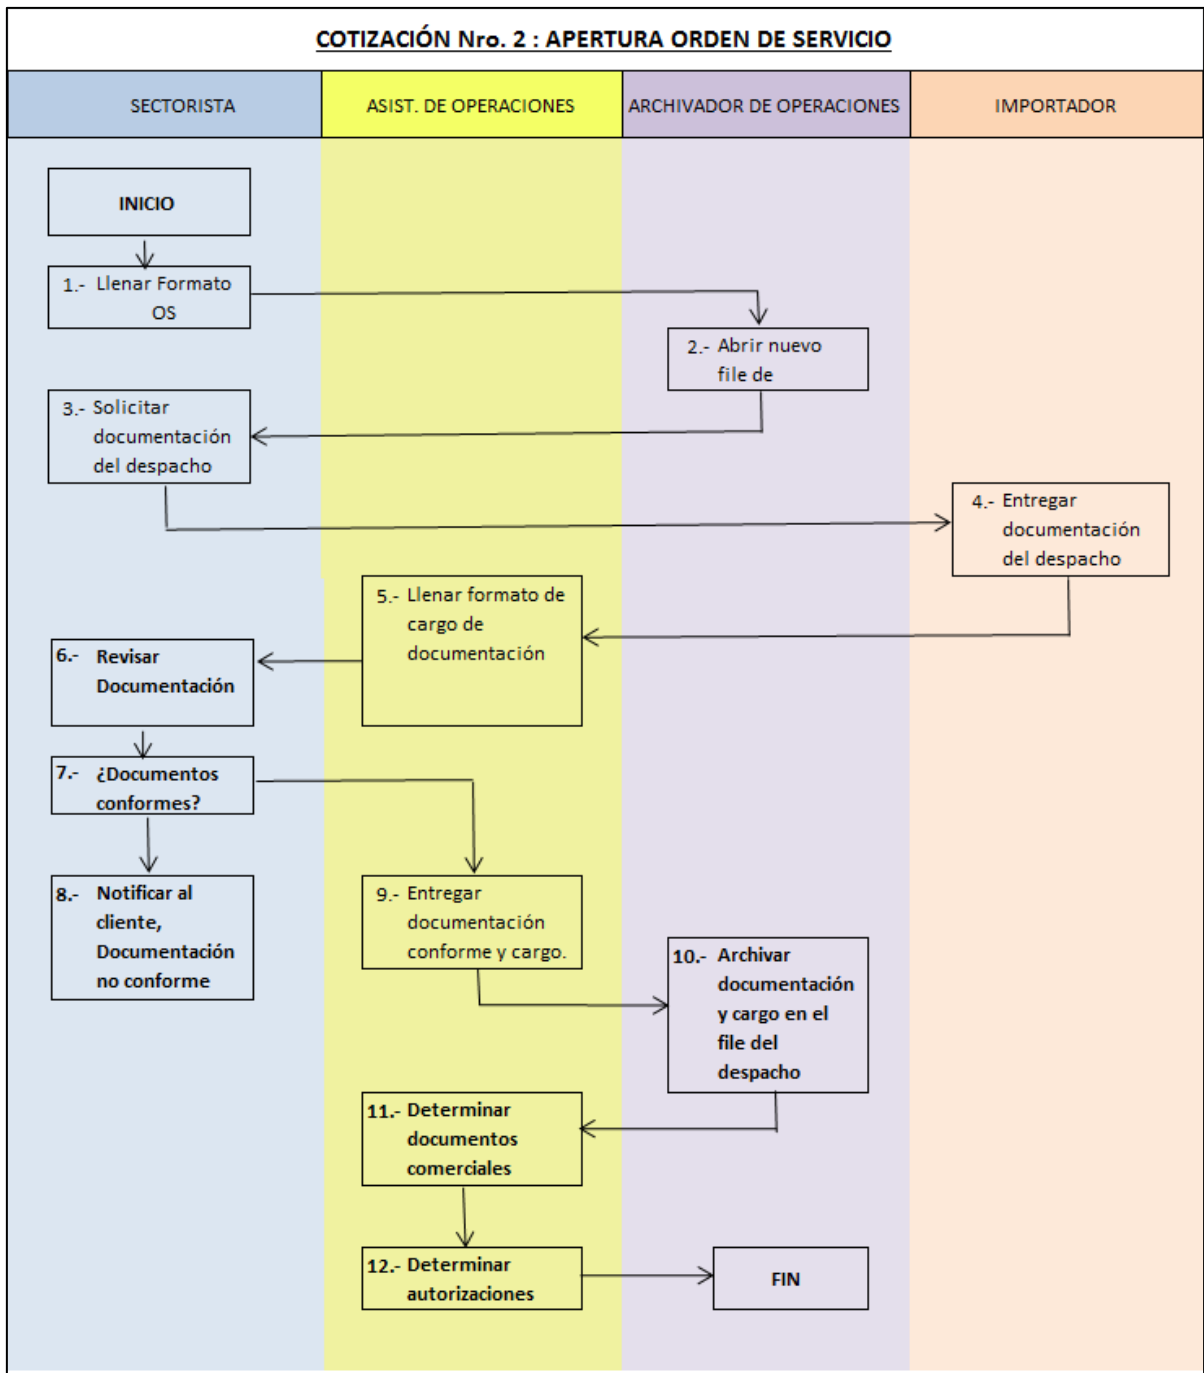 COTIZACIÓN Nro. 2 : APERTURA ORDEN DE SERVICIO
SECTORISTA
ASIST. DE OPERACIONES
ARCHIVADOR DE OPERACIONES
IMPORTADOR
INICIO
1.- Llenar Formato
OS
2.- Abrir nuevo
file de
3.- Solicitar
documentación
del despacho
4.- Entregar
documentación
del despacho
5.- Llenar formato de
cargo de
documentación
6.- Revisar
Documentación
7.- ¿Documentos
conformes?
8.- Notificar al
cliente,
Documentación
no conforme
9.- Entregar
documentación
conforme y cargo.
10.- Archivar
documentación
y cargo en el
file del
despacho
11.- Determinar
documentos
comerciales
12.- Determinar
autorizaciones
FIN